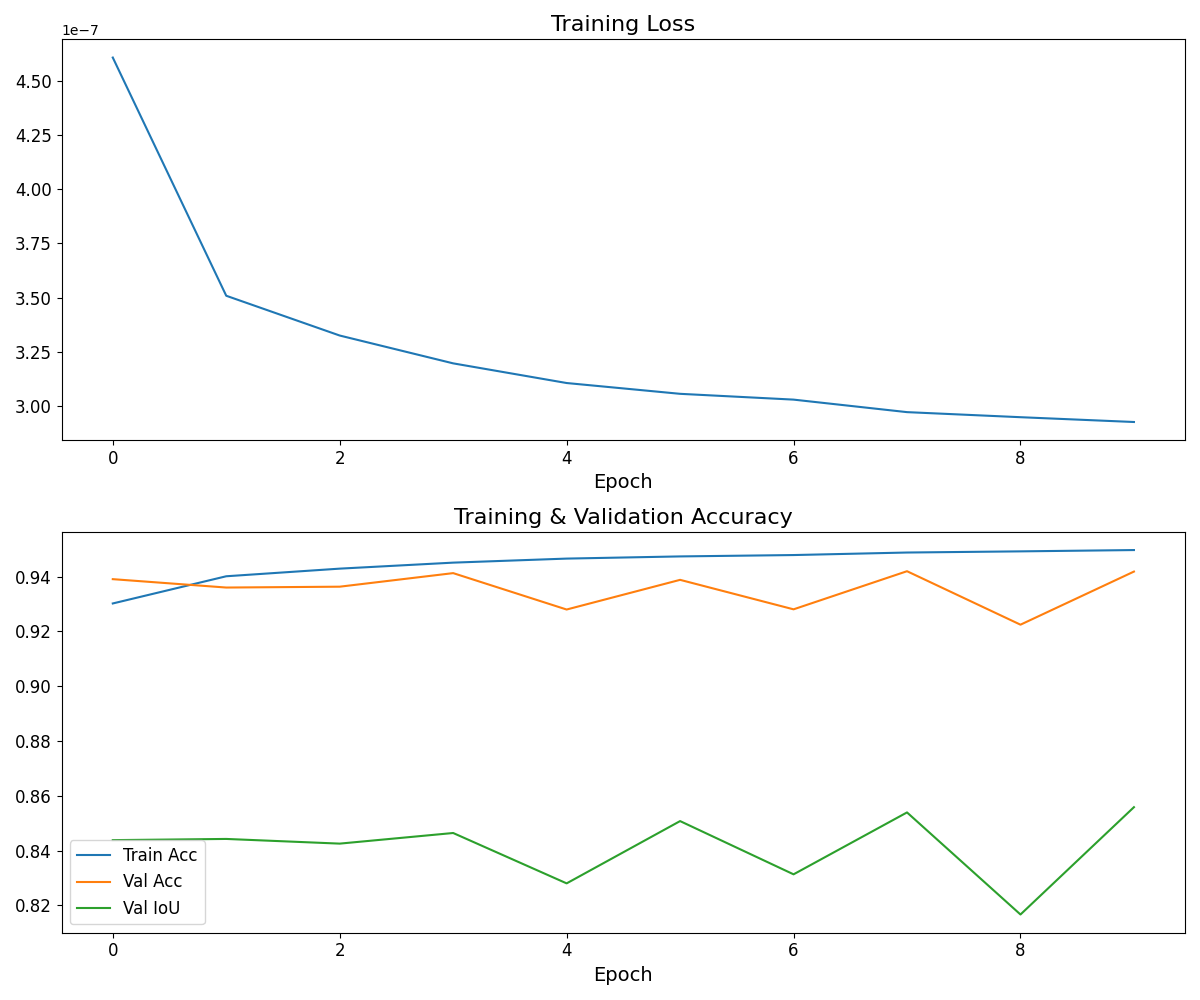 Training Loss
1e−7
4.50
4.25
4.00
3.75
3.50
3.25
3.00
0 2 4 6 8
Epoch
Training & Validation Accuracy
0.94
0.92
0.90
0.88
0.86
0.84
0.82
Train Acc
Val Acc
Val IoU
0 2 4 6 8
Epoch